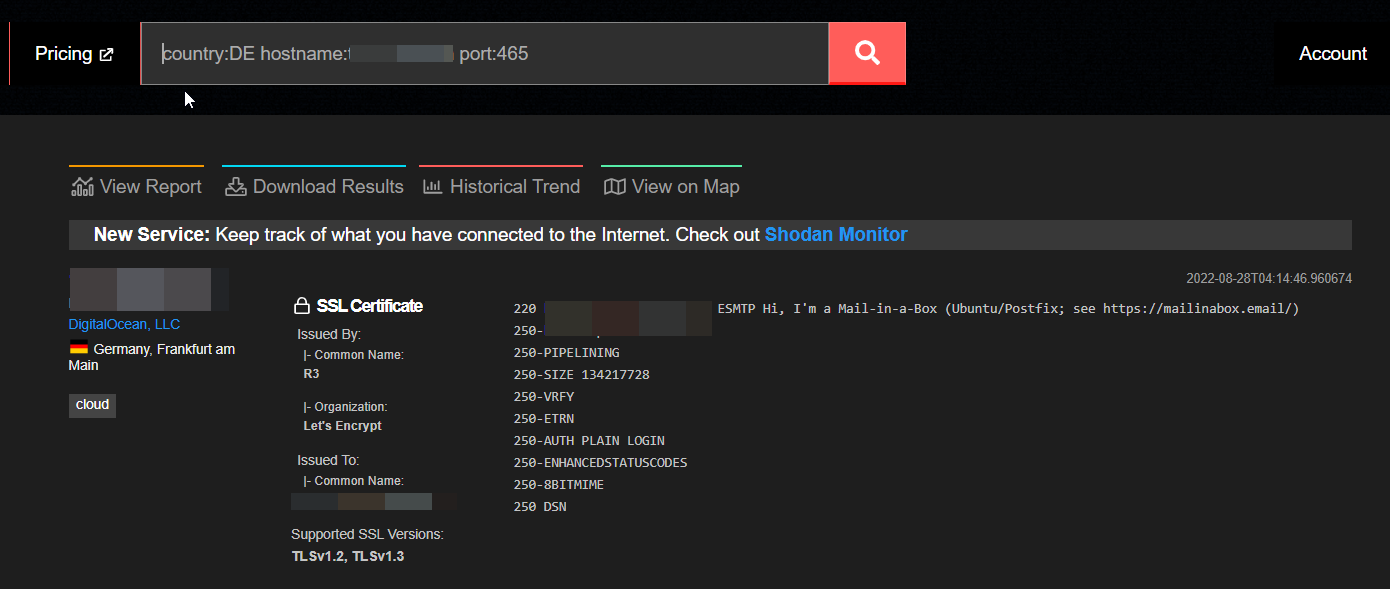 Pricing
country:DE hostname: port:465
Account
View Report
Download Results
Historical Trend
View on Map
New Service: Keep track of what you have connected to the Internet. Check out Shodan Monitor
DigitalOcean, LLC
Germany, Frankfurt am
Main
cloud
SSL Certificate
Issued By:
|- Common Name:
R3
|- Organization:
Let's Encrypt
Issued To:
|- Common Name:
Supported SSL Versions:
TLSv1.2, TLSv1.3
2022-08-28T04:14:46.960674
220 ESMTP Hi, I'm a Mail-in-a-Box (Ubuntu/Postfix; see https://mailinabox.email/)
250-
250-PIPELINING
250-SIZE 134217728
250-VRFY
250-ETRN
250-AUTH PLAIN LOGIN
250-ENHANCEDSTATUSCODES
250-8BITMIME
250 DSN